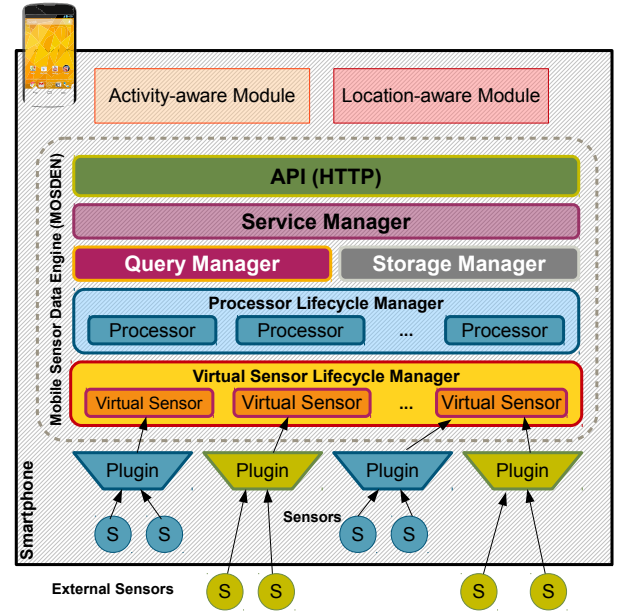 Activity-aware Module
Location-aware Module
Mobile Sensor Data Engine (MOSDEN)
API (HTTP)
Service Manager
Query Manager
Storage Manager
Processor Lifecycle Manager
Processor
Processor
...
Processor
Virtual Sensor Lifecycle Manager
Virtual Sensor
Virtual Sensor
...
Virtual Sensor
Smartphone
Plugin
Plugin
Plugin
Plugin
Sensors
S
S
S
S
External Sensors
S
S
S
S